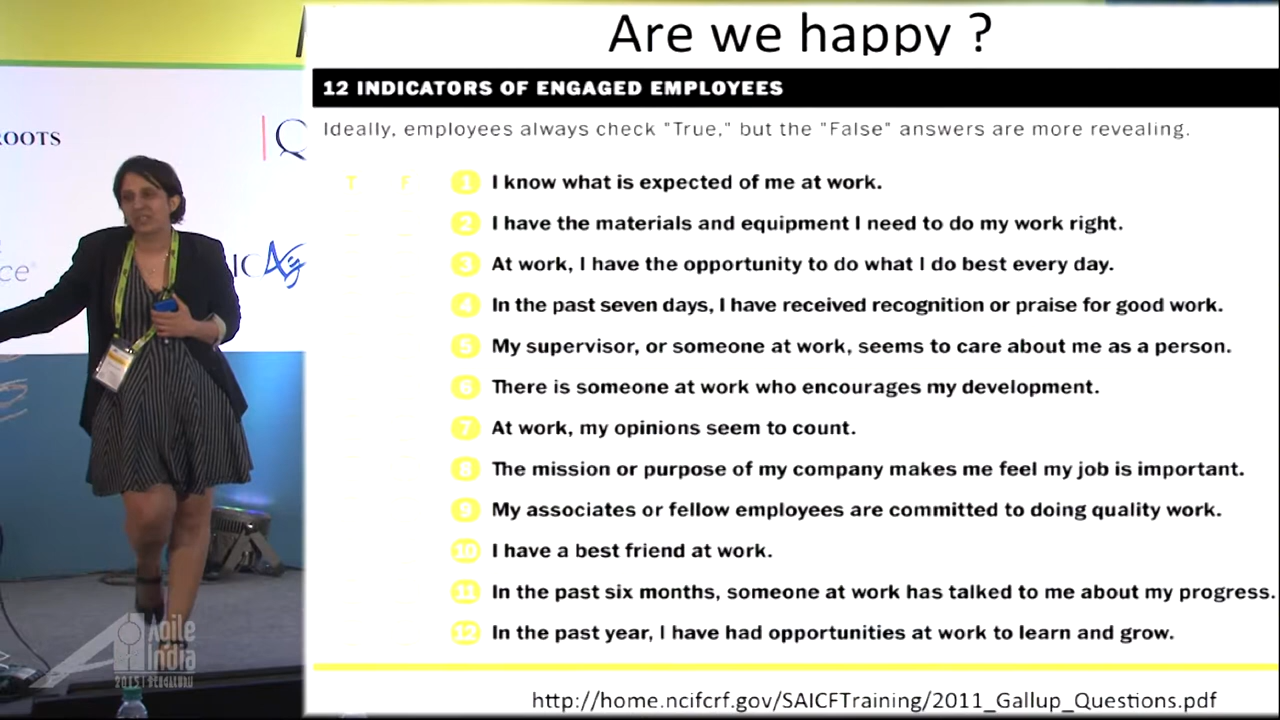 Are we happy ?
12 INDICATORS OF ENGAGED EMPLOYEES
Ideally, employees always check "True," but the "False" answers are more revealing.
T F 1 I know what is expected of me at work.
2 I have the materials and equipment I need to do my work right.
3 At work, I have the opportunity to do what I do best every day.
4 In the past seven days, I have received recognition or praise for good work.
5 My supervisor, or someone at work, seems to care about me as a person.
6 There is someone at work who encourages my development.
7 At work, my opinions seem to count.
8 The mission or purpose of my company makes me feel my job is important.
9 My associates or fellow employees are committed to doing quality work.
10 I have a best friend at work.
11 In the past six months, someone at work has talked to me about my progress.
12 In the past year, I have had opportunities at work to learn and grow.
http://home.ncifcrf.gov/SAICFTraining/2011_Gallup_Questions.pdf
ROOTS
Agile
India
2015 | BENGALURU